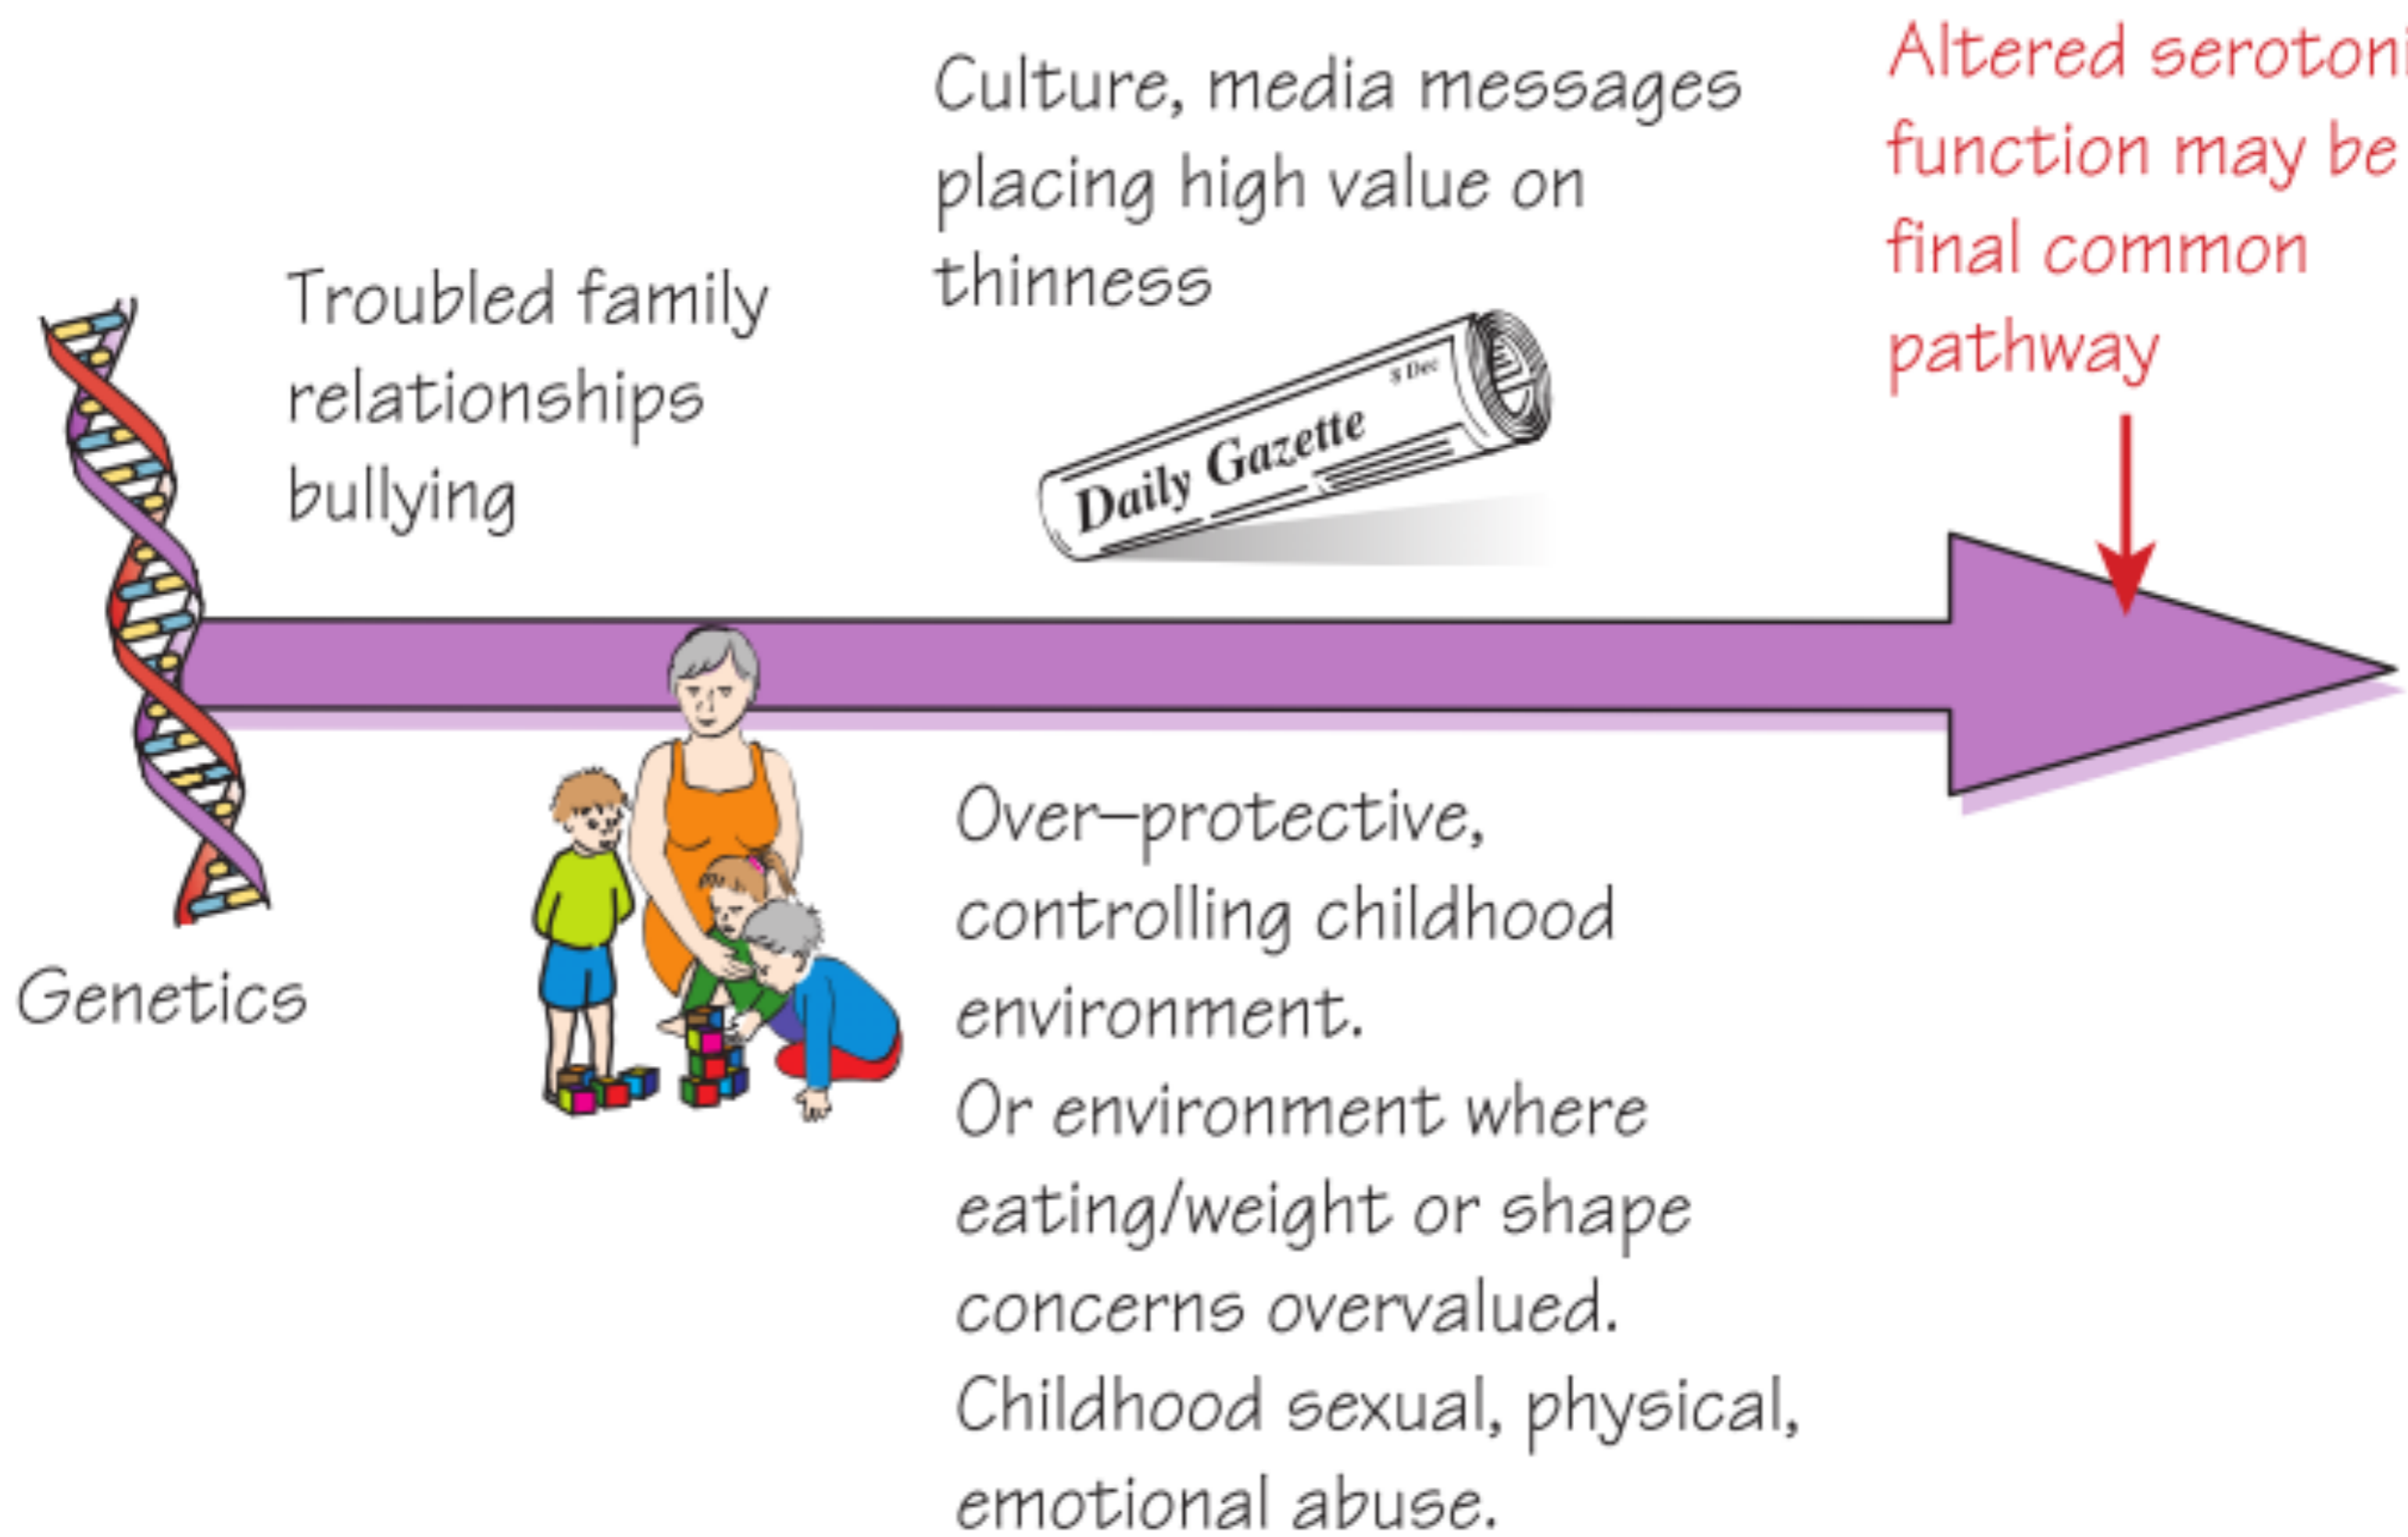 Altered serotoni
function may be
final common
pathway
Culture, media messages
placing high value on
thinness
Troubled family
relationships
bullying
8 Dec
Daily Gazette
Genetics
Over–protective,
controlling childhood
environment.
Or environment where
eating/weight or shape
concerns overvalued.
Childhood sexual, physical,
emotional abuse.